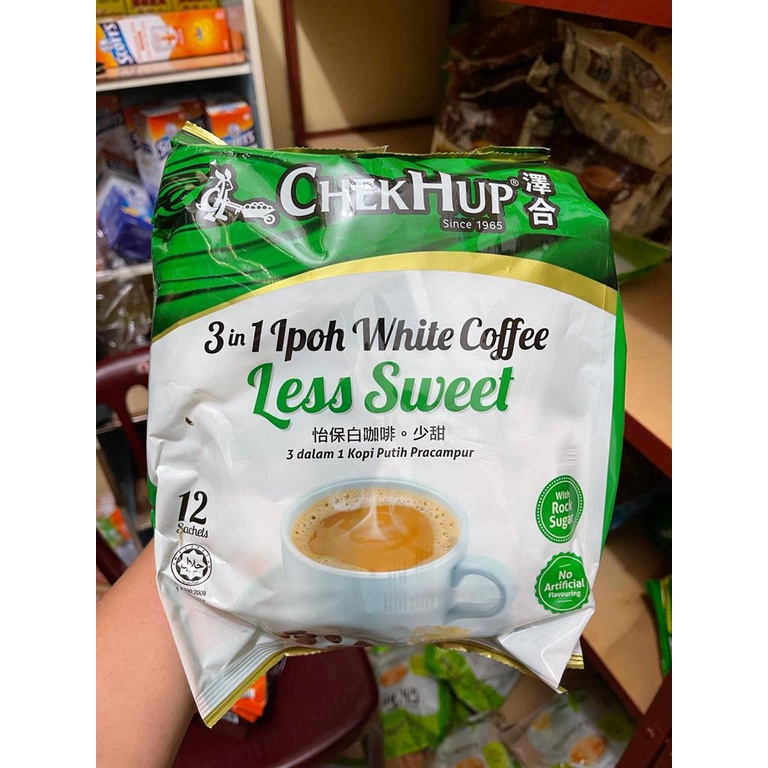 CHEKHUP® 澤合
Since 1965
3 in 1 Ipoh White Coffee
Less Sweet
怡保白咖啡。少甜
3 dalam 1 Kopi Putih Pracampur
12
Sachets
With
Rock
Sugar
No
Artificial
Flavouring